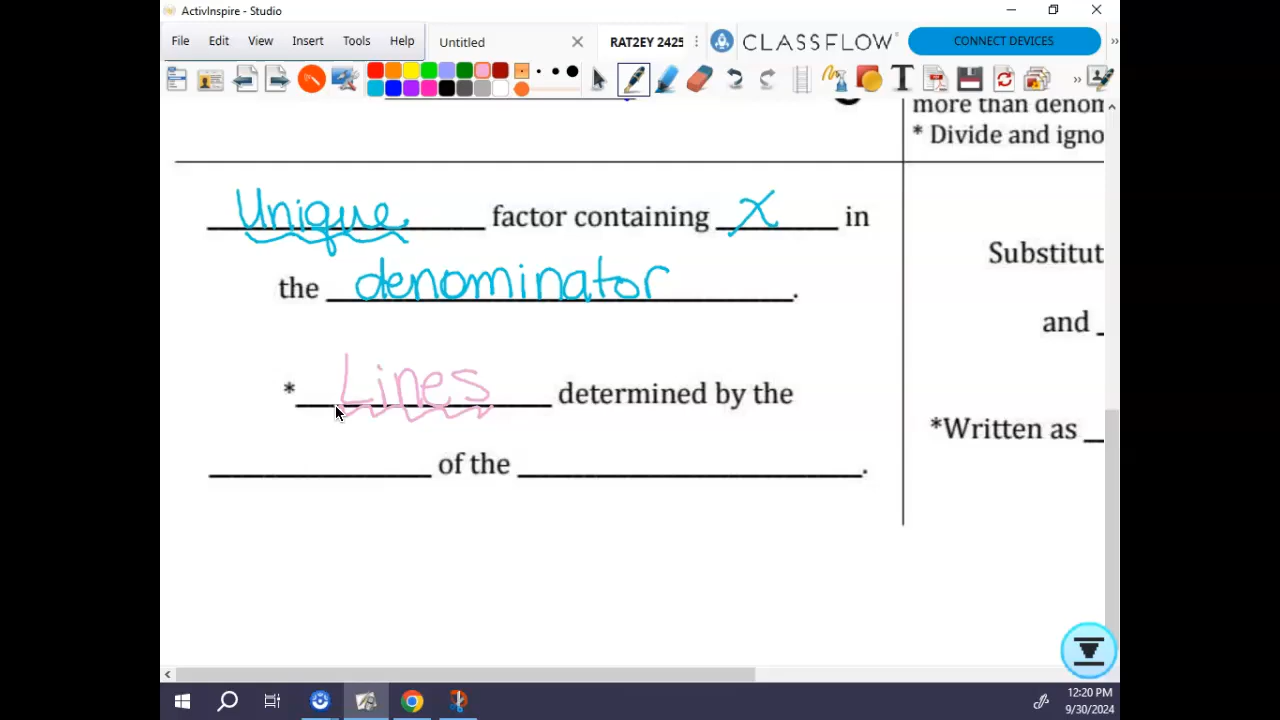 ActivInspire - Studio
File Edit View Insert Tools Help Untitled RAT2EY 2425 CLASSFLOW CONNECT DEVICES
more than denom
* Divide and igno
Unique factor containing x in
the denominator.
Substitut
and
* Lines determined by the
*Written as
of the .
12:20 PM
9/30/2024